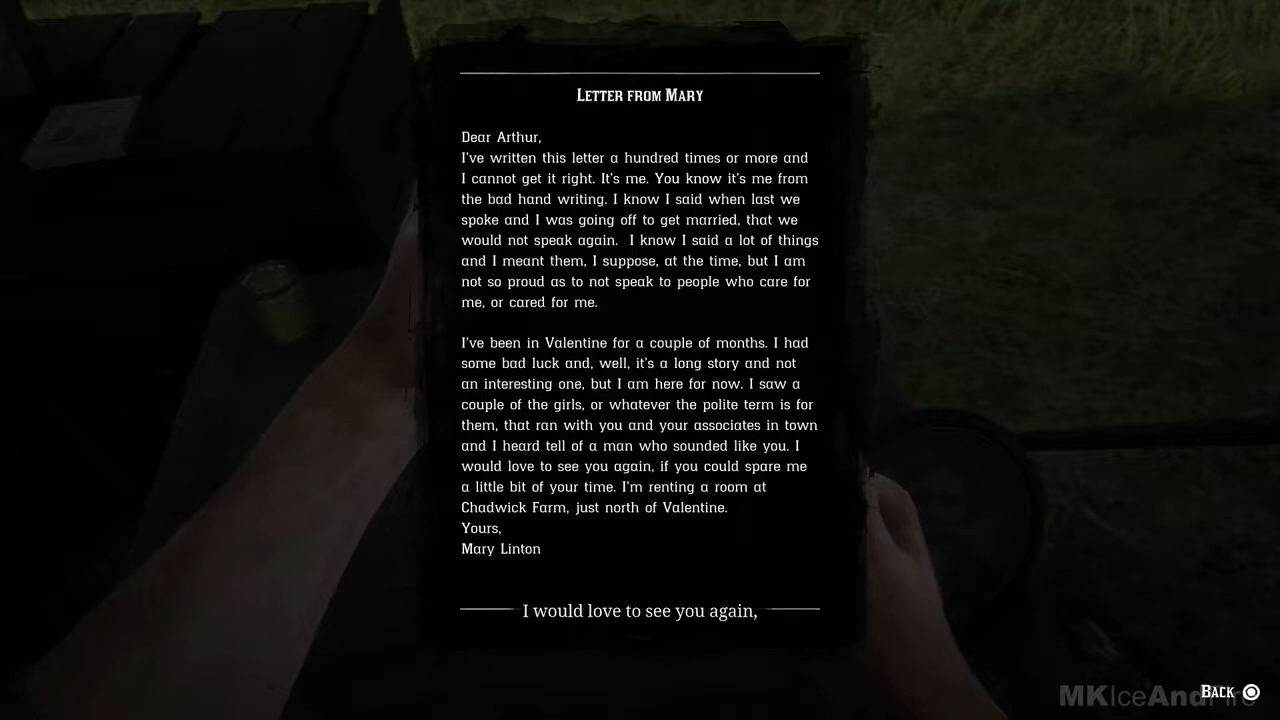 LETTER FROM MARY
Dear Arthur,
I've written this letter a hundred times or more and
I cannot get it right. It's me. You know it's me from
the bad hand writing. I know I said when last we
spoke and I was going off to get married, that we
would not speak again.  I know I said a lot of things
and I meant them, I suppose, at the time, but I am
not so proud as to not speak to people who care for
me, or cared for me.
I've been in Valentine for a couple of months. I had
some bad luck and, well, it's a long story and not
an interesting one, but I am here for now. I saw a
couple of the girls, or whatever the polite term is for
them, that ran with you and your associates in town
and I heard tell of a man who sounded like you. I
would love to see you again, if you could spare me
a little bit of your time. I'm renting a room at
Chadwick Farm, just north of Valentine.
Yours,
Mary Linton
I would love to see you again,
BACK
MKIceAndFire